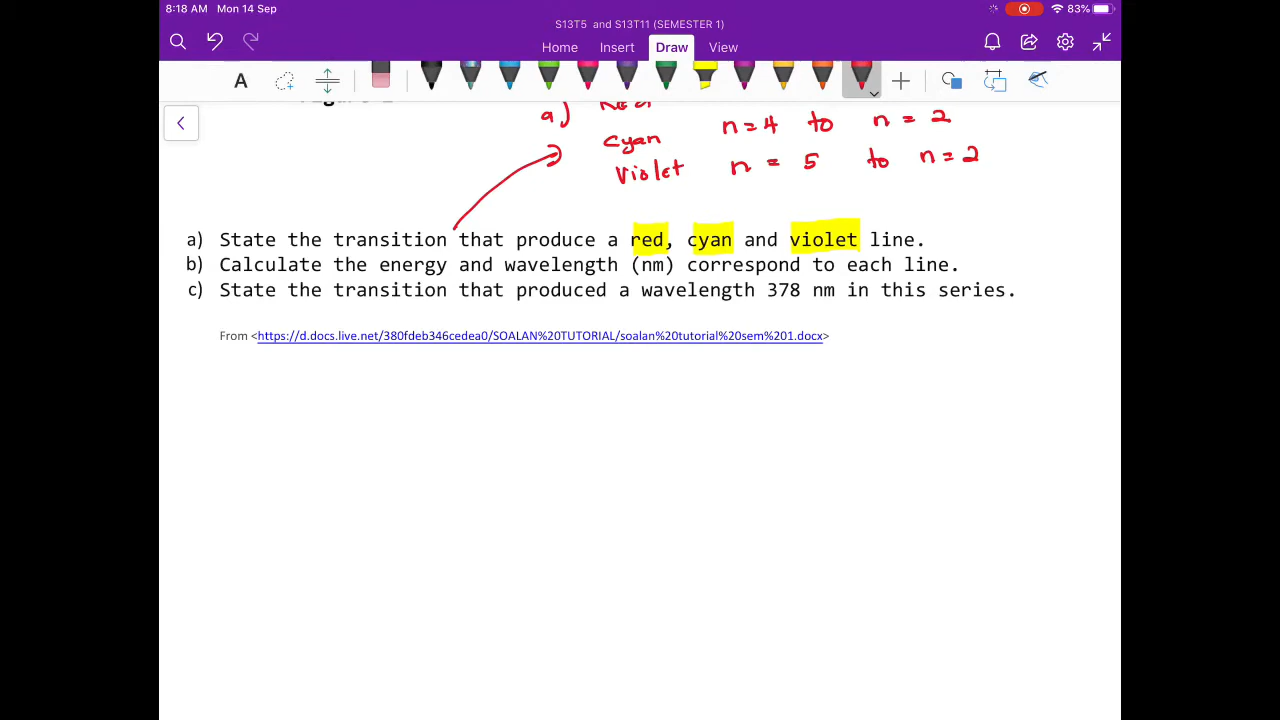 8:18 AM Mon 14 Sep
83%
S13T5 and S13T11 (SEMESTER 1)
Home Insert Draw View
A
a)
cyan n = 4 to n = 2
violet n = 5 to n = 2
a) State the transition that produce a red, cyan and violet line.
b) Calculate the energy and wavelength (nm) correspond to each line.
c) State the transition that produced a wavelength 378 nm in this series.
From <https://d.docs.live.net/380fdeb346cedea0/SOALAN%20TUTORIAL/soalan%20tutorial%20sem%201.docx>